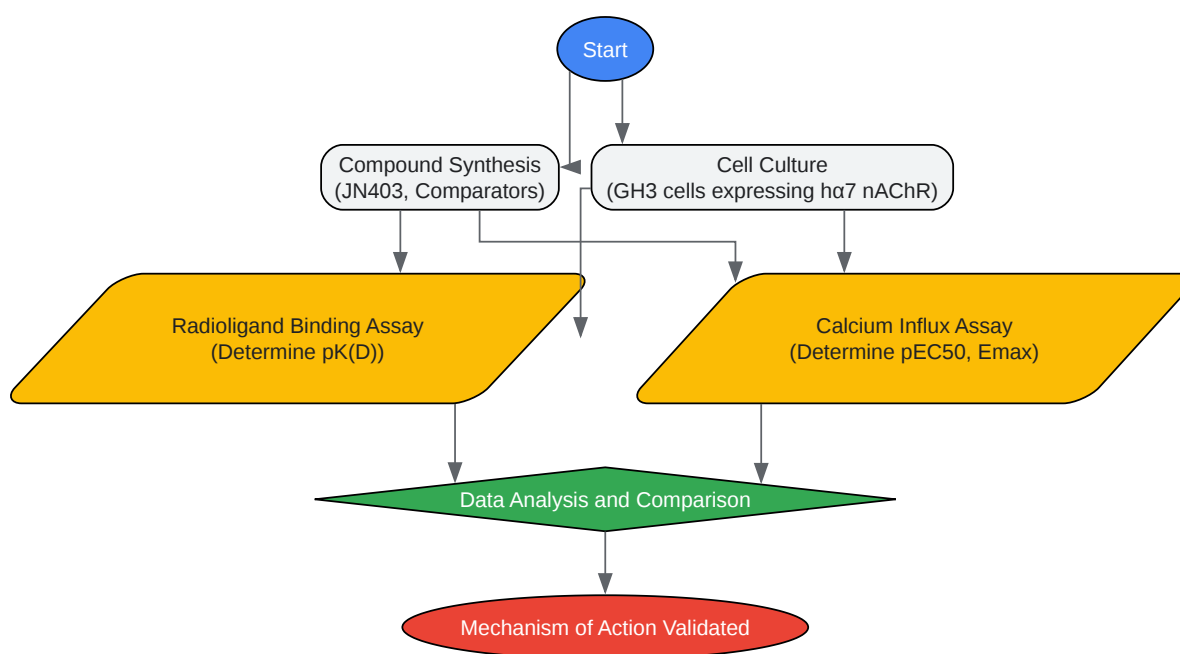 Start
Compound Synthesis
(JN403, Comparators)
Cell Culture
(GH3 cells expressing hα7 nAChR)
Radioligand Binding Assay
(Determine pK(D))
Calcium Influx Assay
(Determine pEC50, Emax)
Data Analysis and Comparison
Mechanism of Action Validated